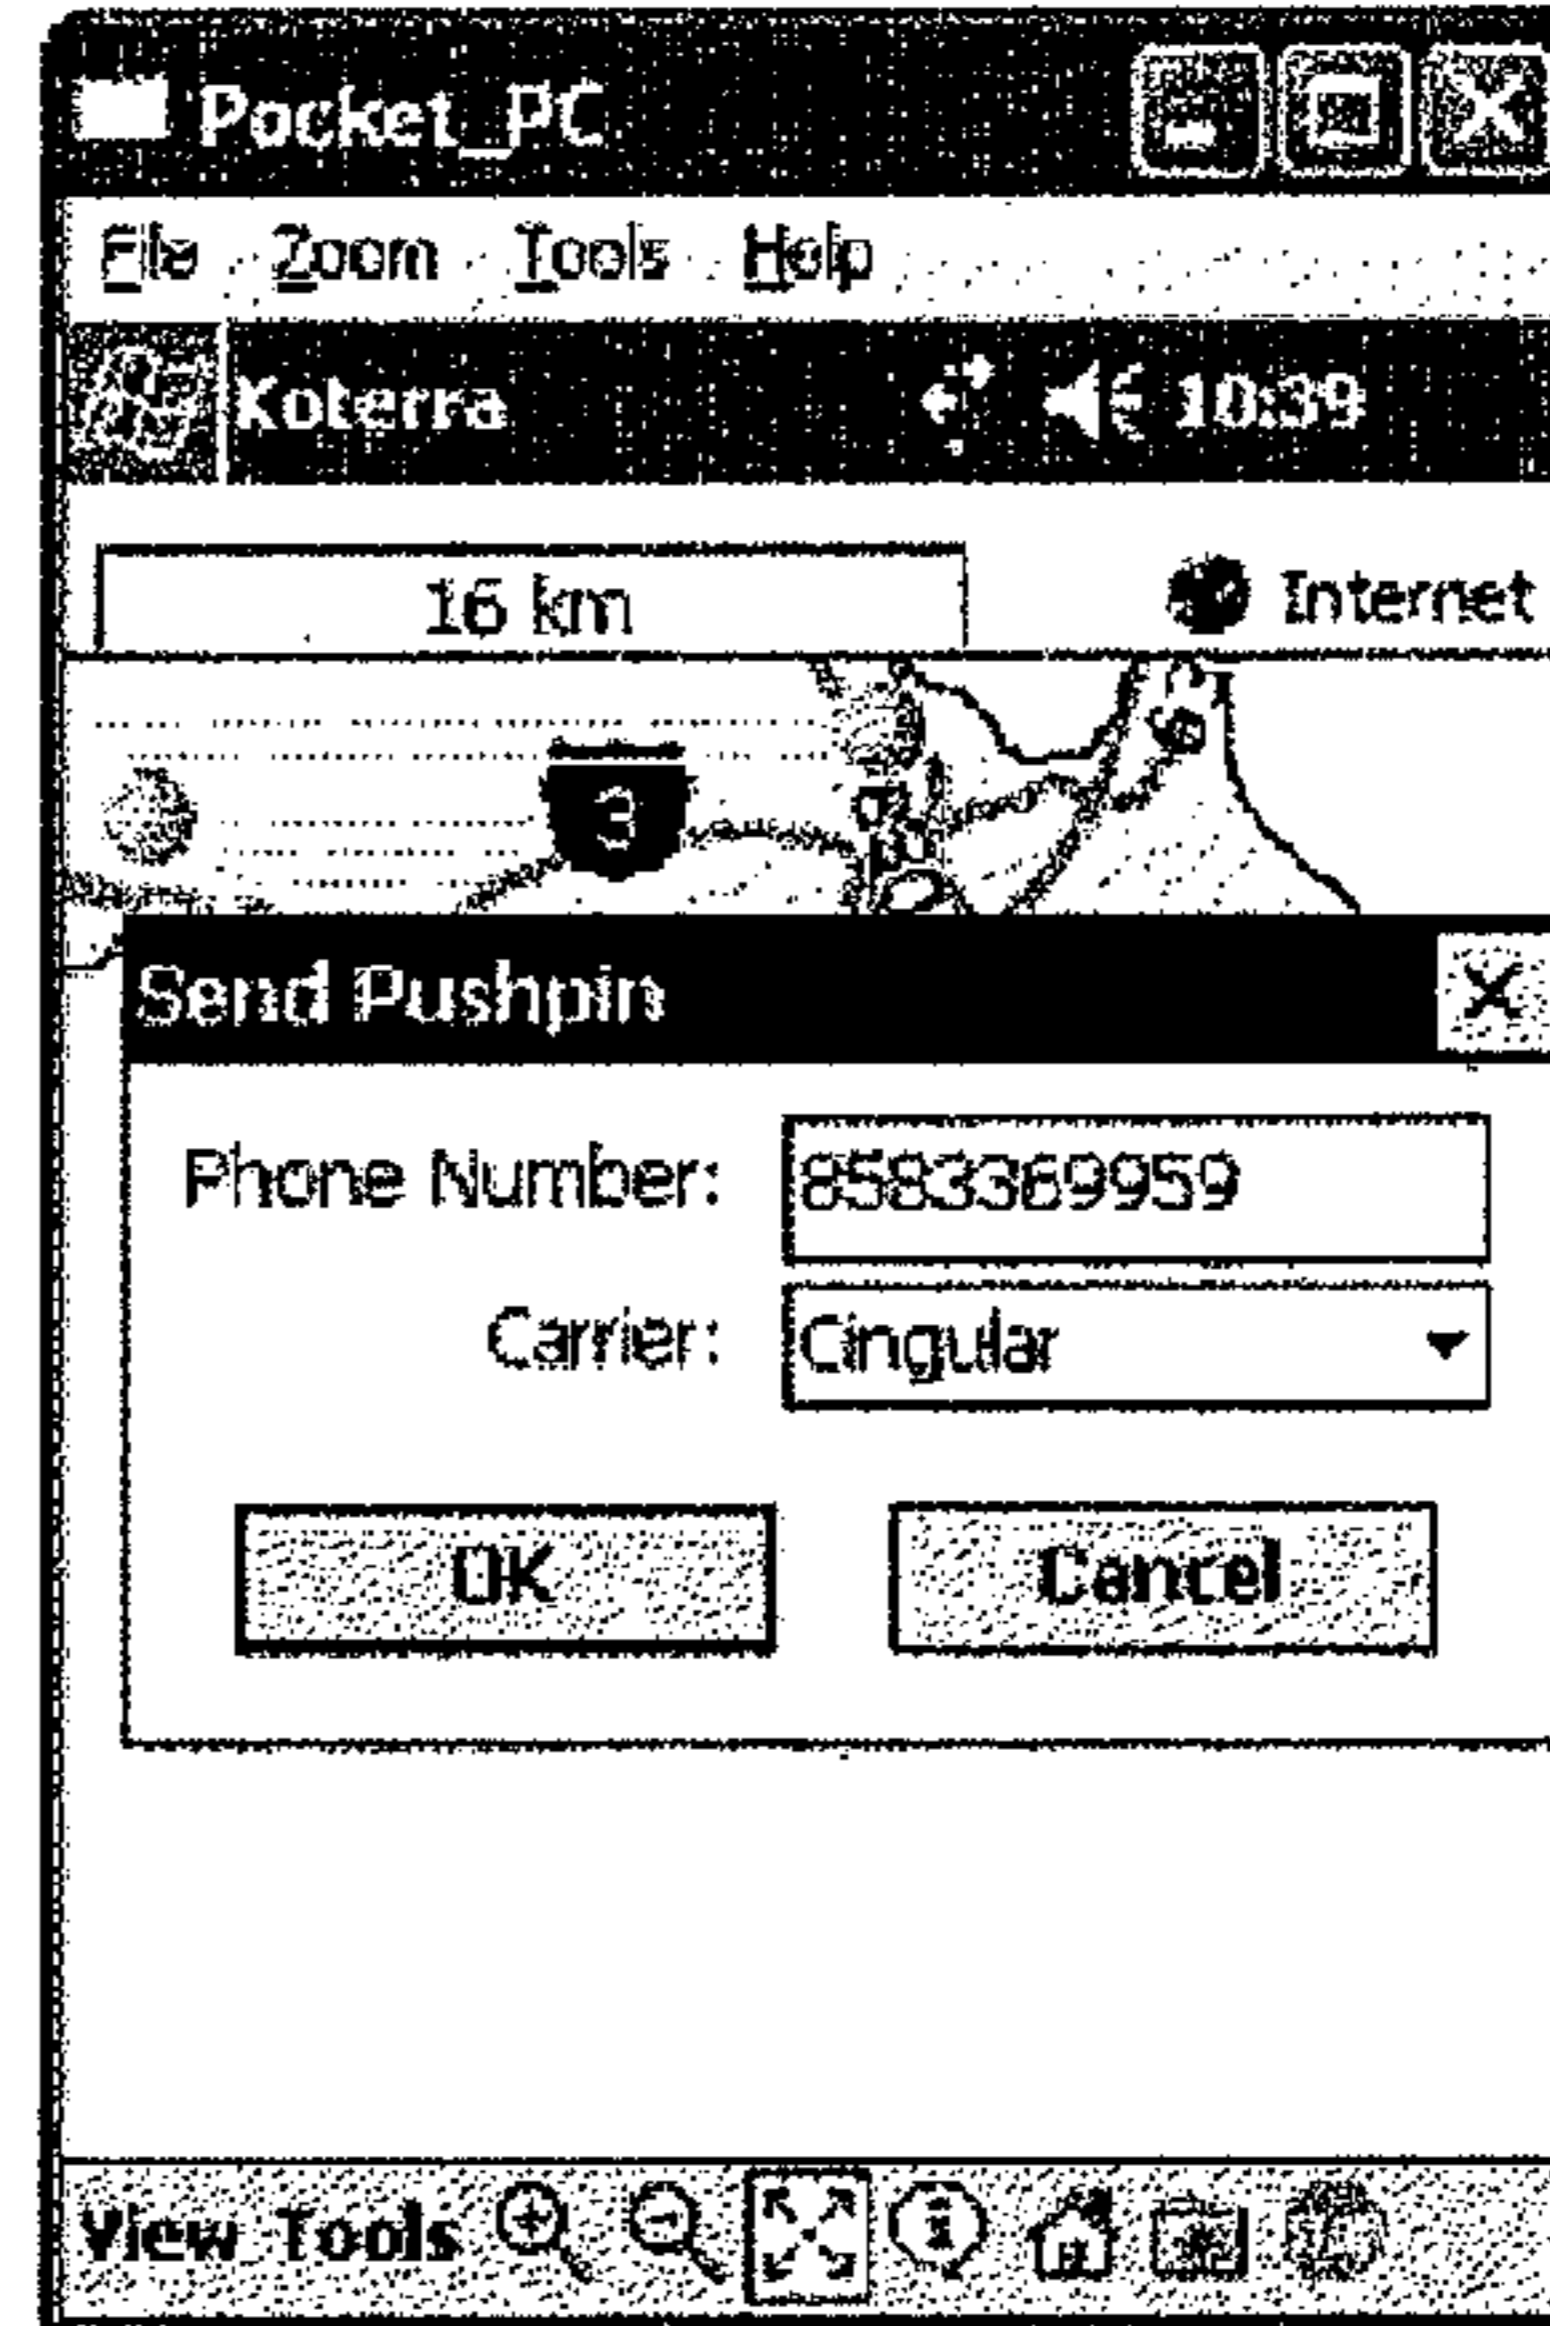 Pocket_PC
File Zoom Tools Help
Koterra 10:39
16 km Internet
3
Send Pushpin
Phone Number: 8583369959
Carrier: Cingular
OK Cancel
View Tools